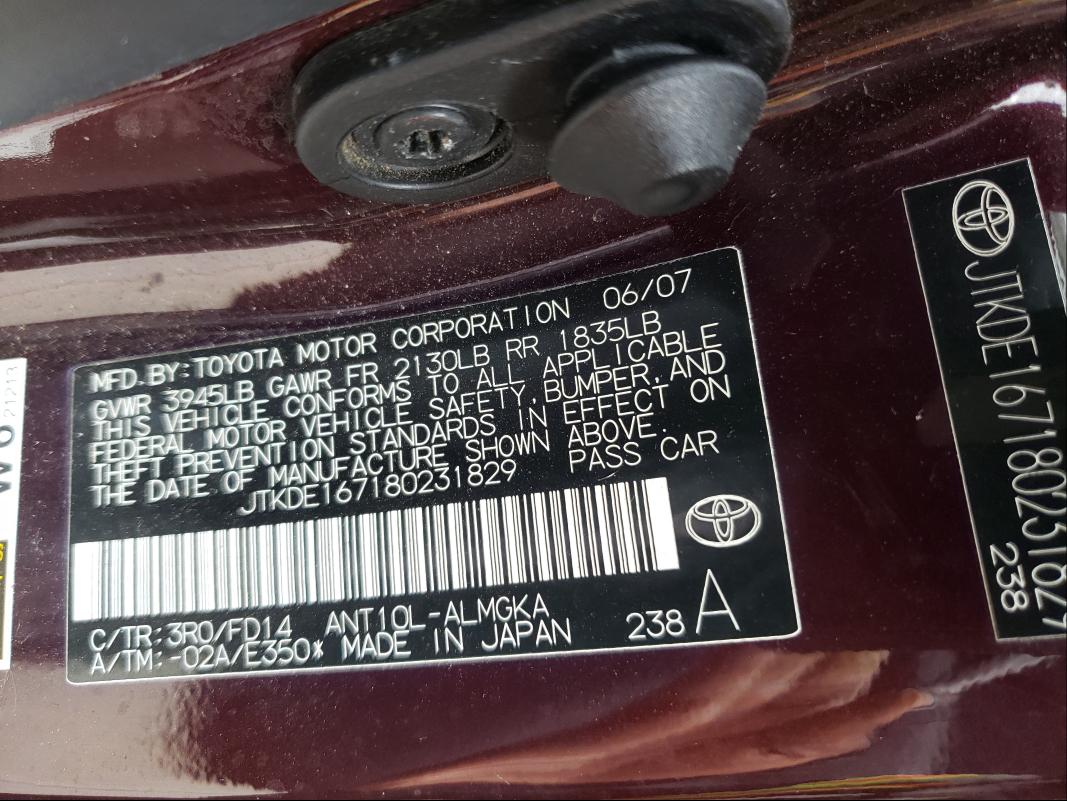 MFD.BY:TOYOTA MOTOR CORPORATION 06/07
GVWR 3945LB GAWR FR 2130LB RR 1835LB
THIS VEHICLE CONFORMS TO ALL APPLICABLE
FEDERAL MOTOR VEHICLE SAFETY,BUMPER,AND
THEFT PREVENTION STANDARDS IN EFFECT ON
THE DATE OF MANUFACTURE SHOWN ABOVE.
JTKDE167180231829 PASS CAR
C/TR:3R0/FD14 ANT10L-ALMGKA
A/TM:-02A/E350* MADE IN JAPAN 238 A
JTKDE167180231829
238
21213